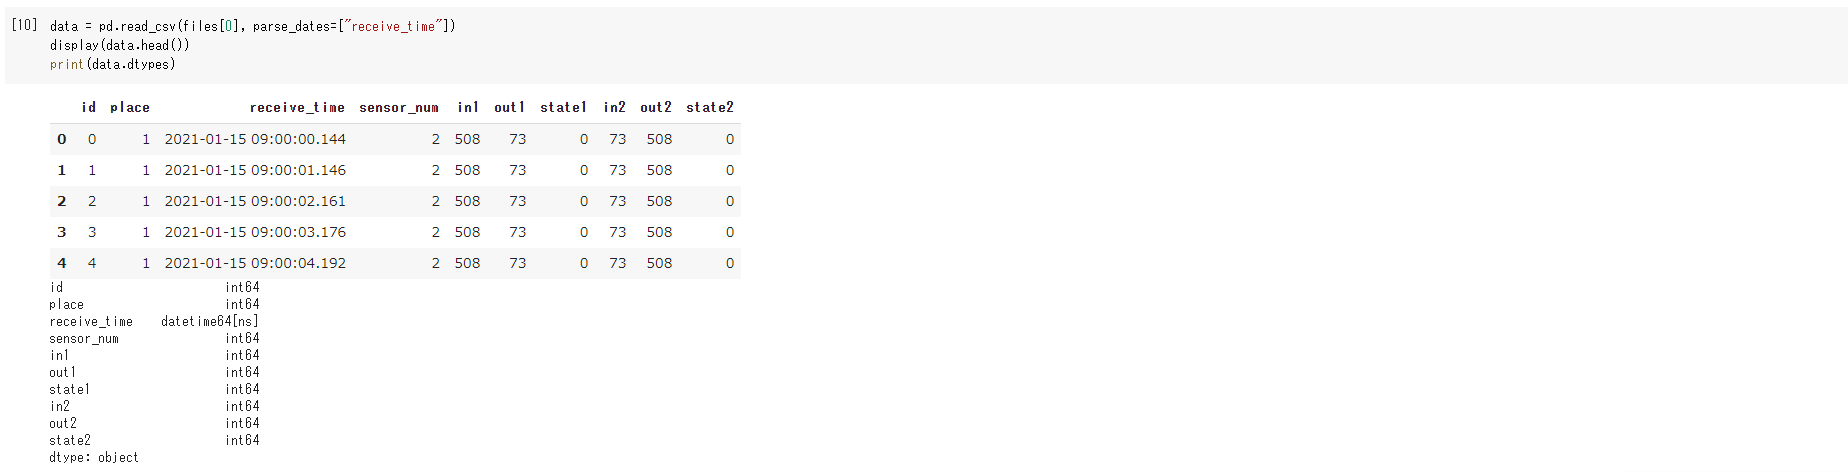 [10] data = pd.read_csv(files[0], parse_dates=["receive_time"])
display(data.head())
print(data.dtypes)
id place receive_time sensor_num in1 out1 state1 in2 out2 state2
0 0 1 2021-01-15 09:00:00.144 2 508 73 0 73 508 0
1 1 1 2021-01-15 09:00:01.146 2 508 73 0 73 508 0
2 2 1 2021-01-15 09:00:02.161 2 508 73 0 73 508 0
3 3 1 2021-01-15 09:00:03.176 2 508 73 0 73 508 0
4 4 1 2021-01-15 09:00:04.192 2 508 73 0 73 508 0
id int64
place int64
receive_time datetime64[ns]
sensor_num int64
in1 int64
out1 int64
state1 int64
in2 int64
out2 int64
state2 int64
dtype: object